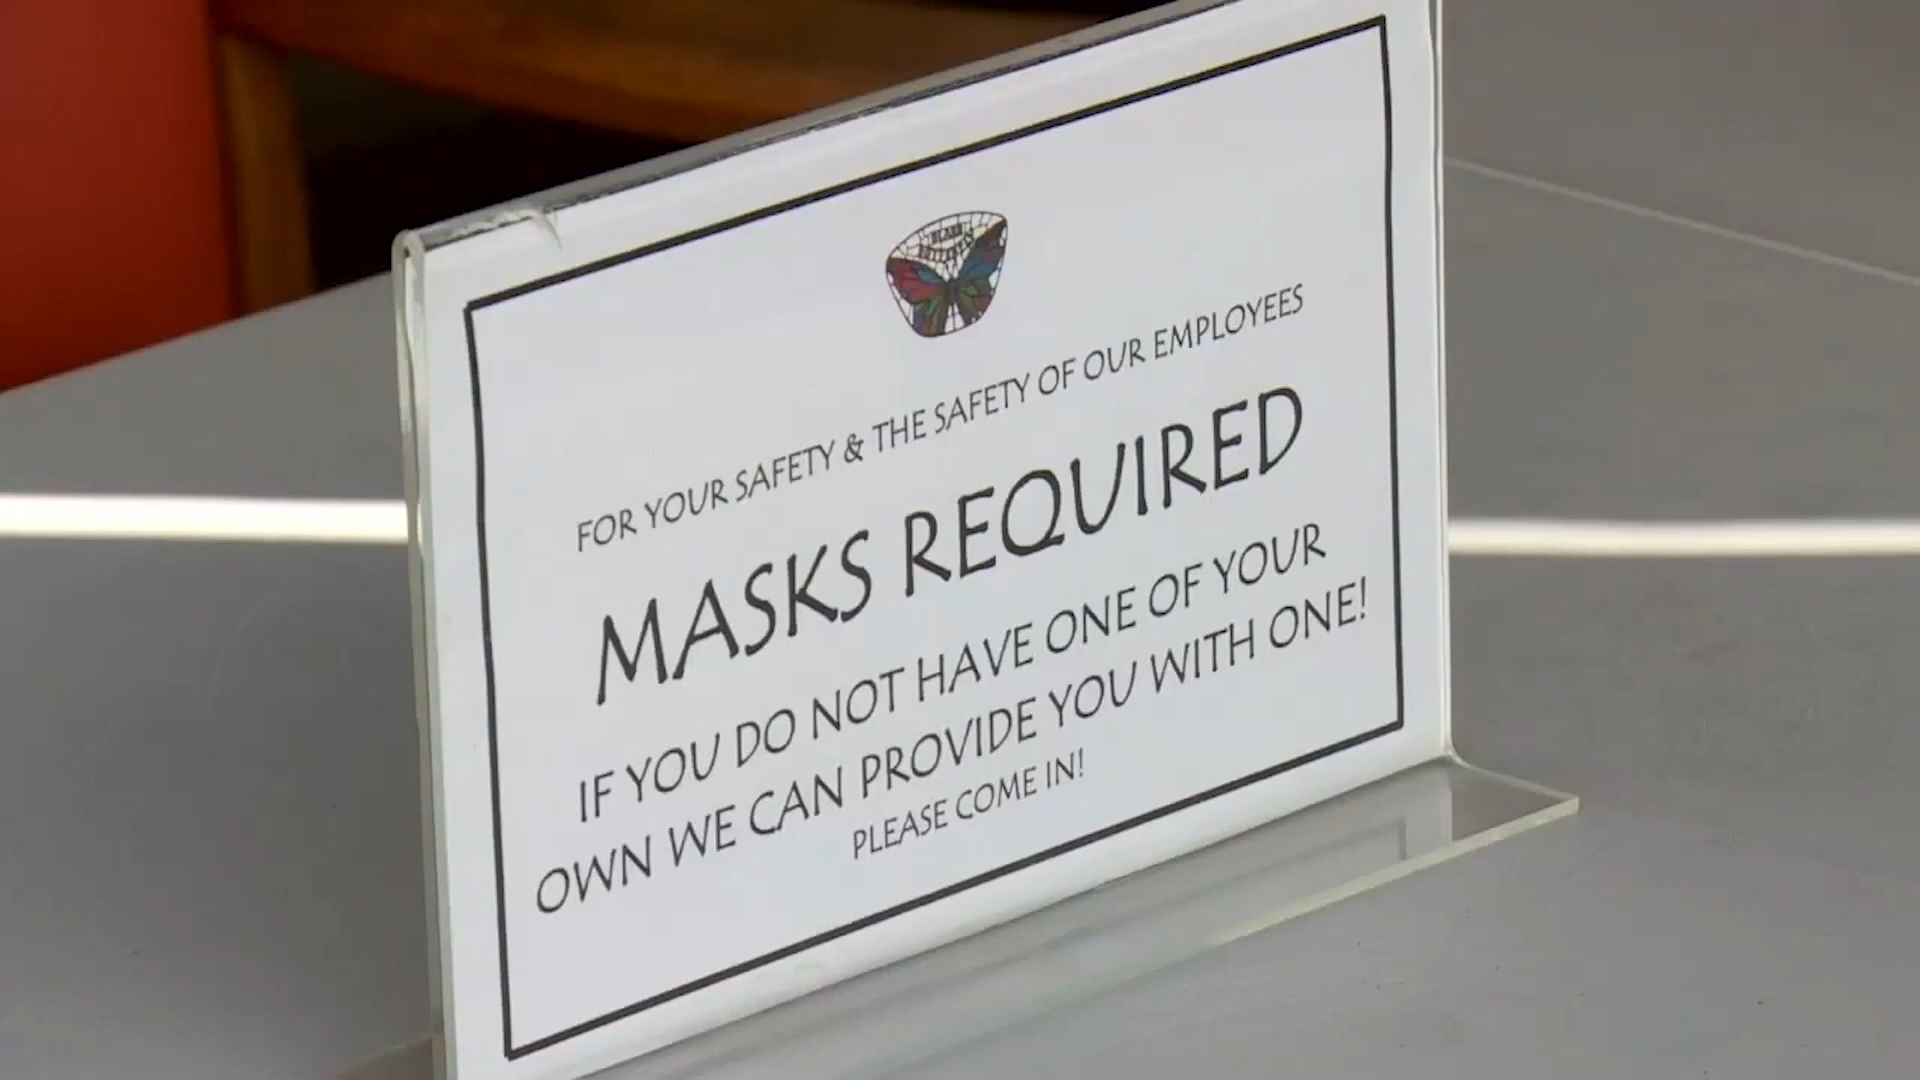 FOR YOUR SAFETY & THE SAFETY OF OUR EMPLOYEES
MASKS REQUIRED
IF YOU DO NOT HAVE ONE OF YOUR
OWN WE CAN PROVIDE YOU WITH ONE!
PLEASE COME IN!